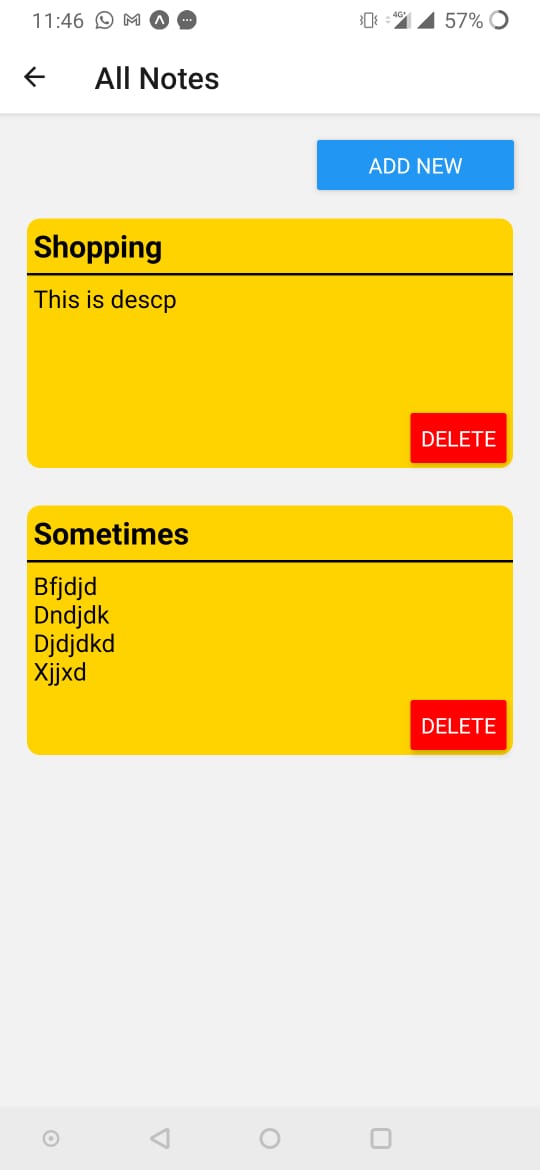 11:46
4G+
57%
All Notes
ADD NEW
Shopping
This is descp
DELETE
Sometimes
Bfjdjd
Dndjdk
Djdjdkd
Xjjxd
DELETE